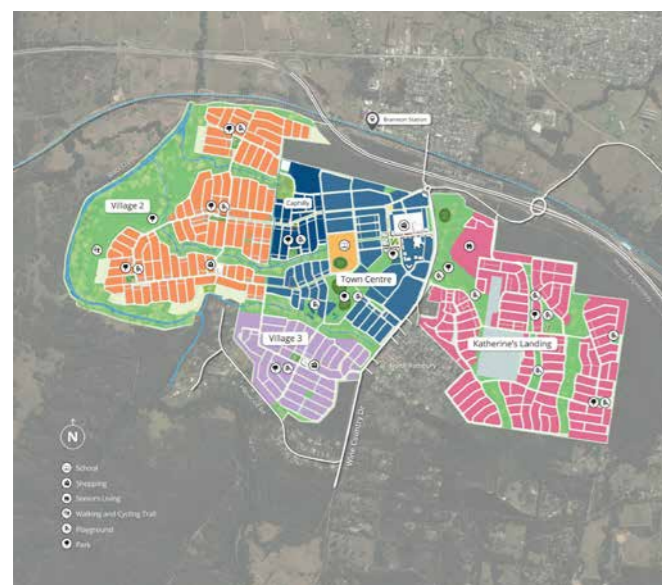 Branxton Station
Village 2
Caphilly
Town Centre
Village 3
Katherine's Landing
Wine Country Dr
N
School
Shopping
Seniors Living
Walking and Cycling Trail
Playground
Park